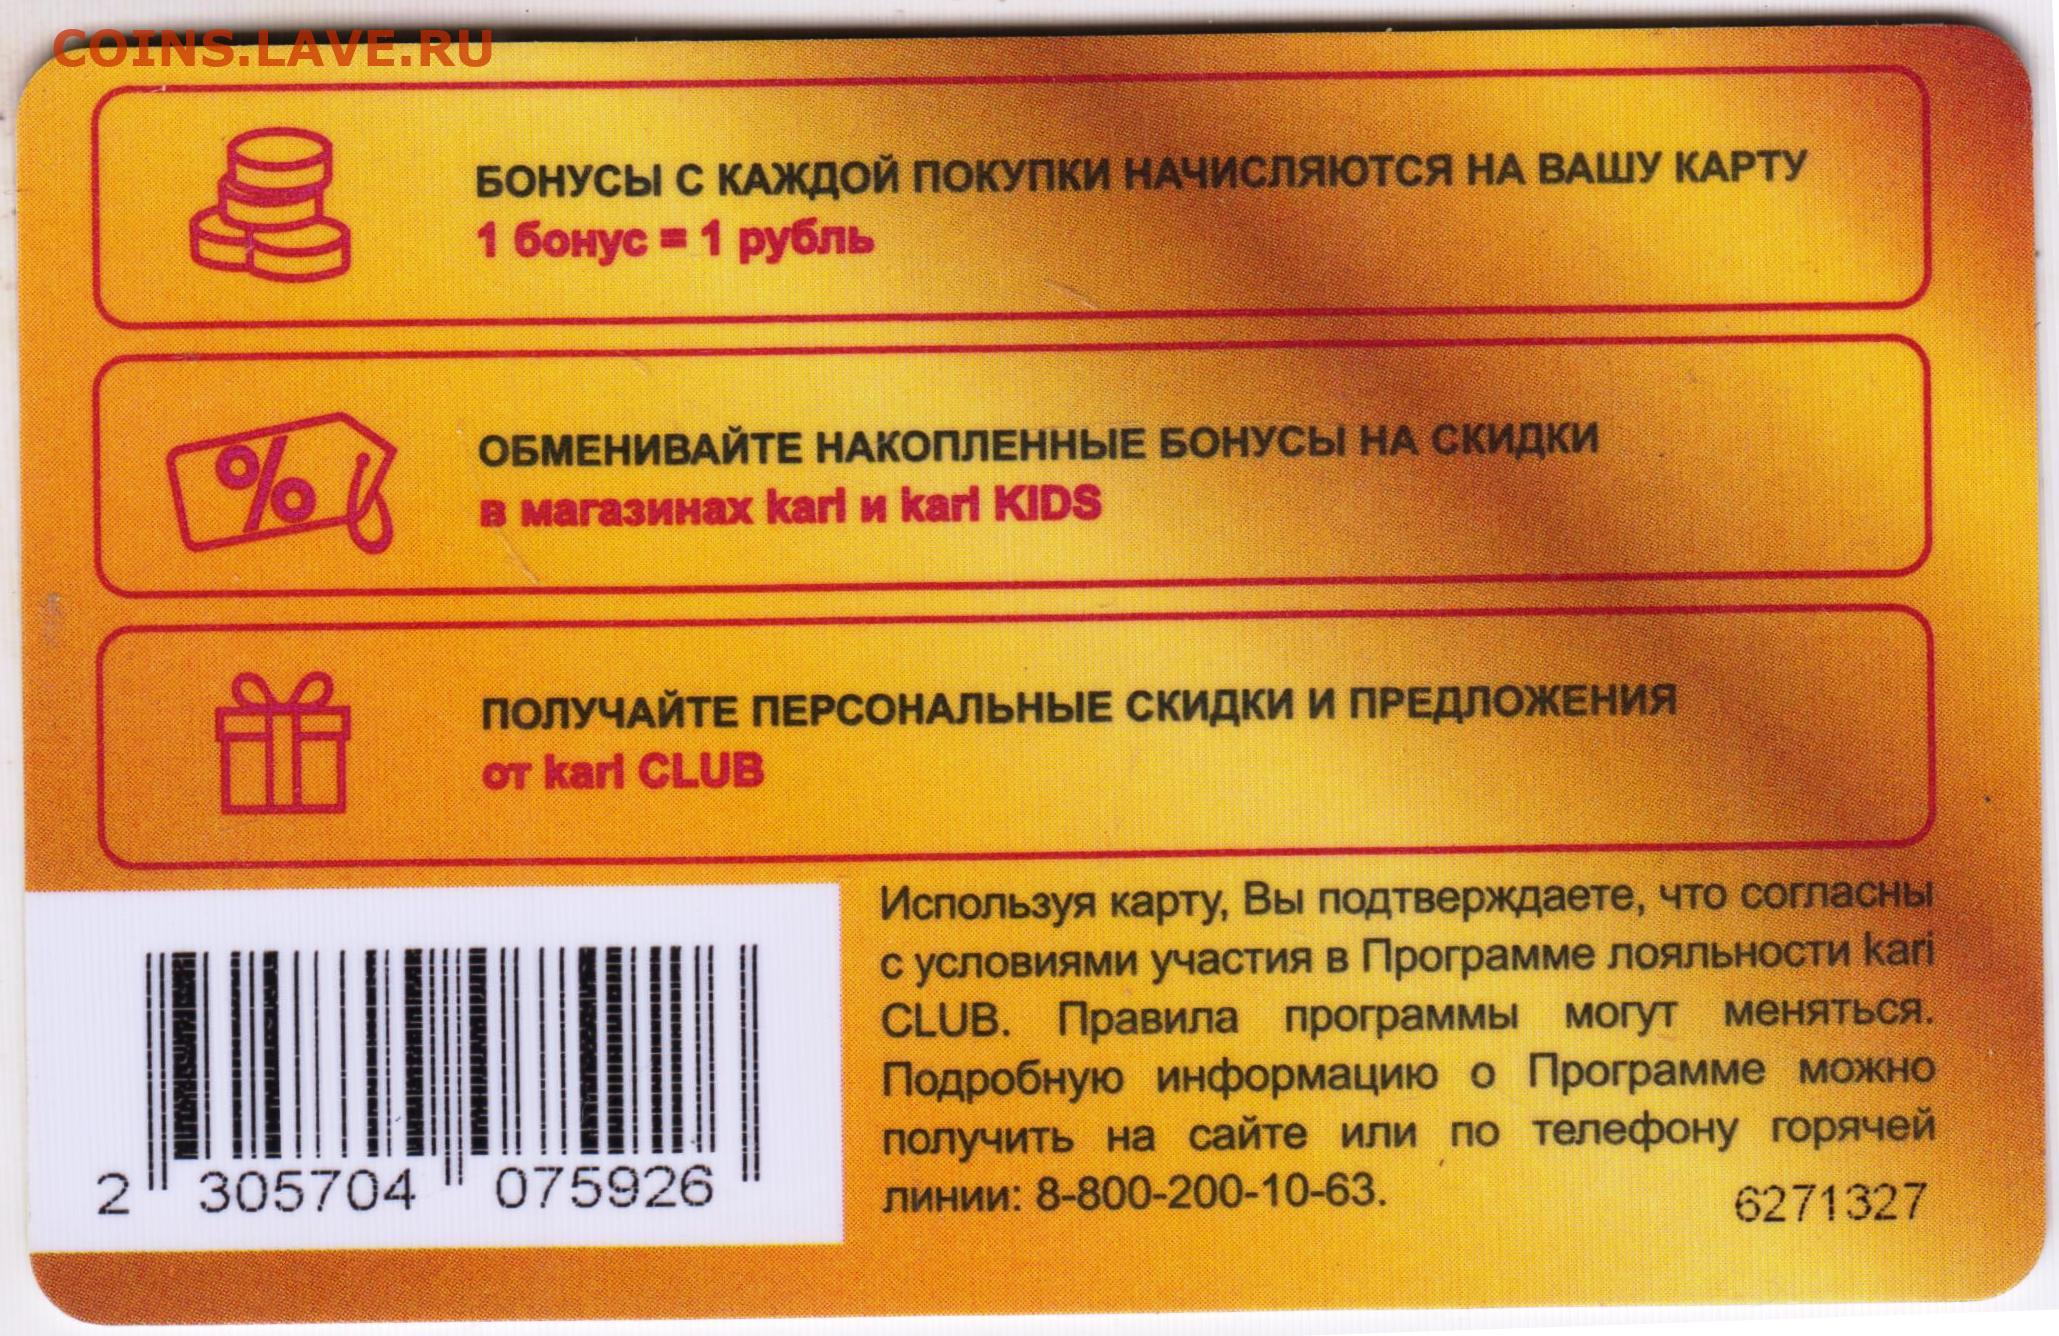 COINS.LAVE.RU
БОНУСЫ С КАЖДОЙ ПОКУПКИ НАЧИСЛЯЮТСЯ НА ВАШУ КАРТУ
1 бонус = 1 рубль
%
ОБМЕНИВАЙТЕ НАКОПЛЕННЫЕ БОНУСЫ НА СКИДКИ
в магазинах kari и kari KIDS
ПОЛУЧАЙТЕ ПЕРСОНАЛЬНЫЕ СКИДКИ И ПРЕДЛОЖЕНИЯ
от kari CLUB
Используя карту, Вы подтверждаете, что согласны
с условиями участия в Программе лояльности kari
CLUB. Правила программы могут меняться.
Подробную информацию о Программе можно
получить на сайте или по телефону горячей
линии: 8-800-200-10-63.
6271327
2 305704 075926